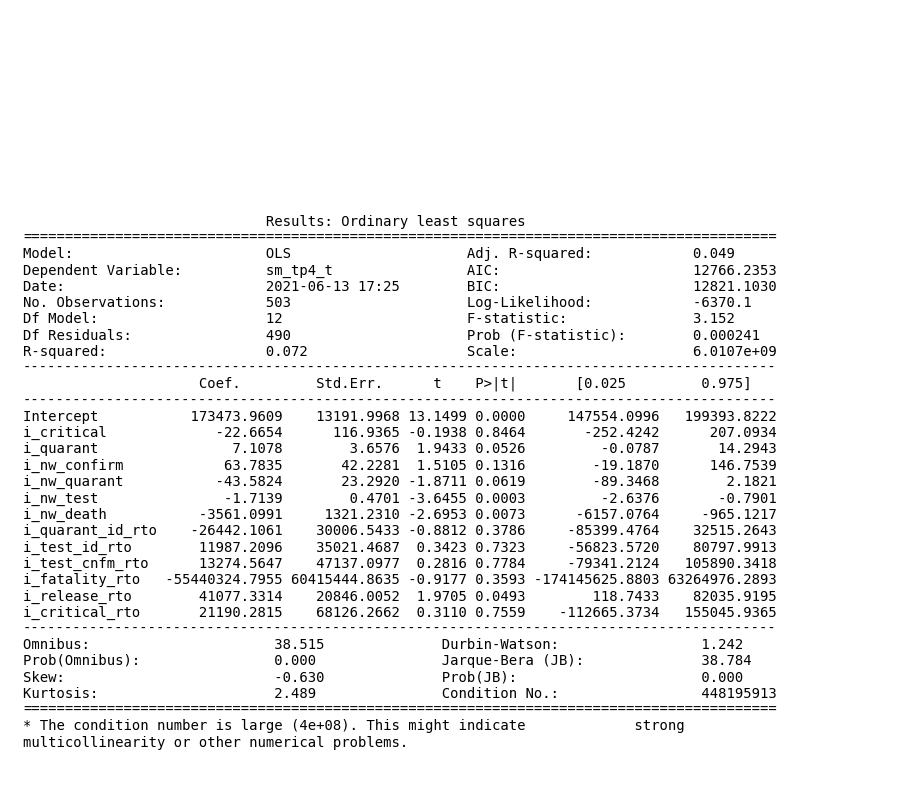 Results: Ordinary least squares
==========================================================================================
Model:                       OLS                     Adj. R-squared:            0.049
Dependent Variable:          sm_tp4_t                AIC:                       12766.2353
Date:                        2021-06-13 17:25        BIC:                       12821.1030
No. Observations:            503                     Log-Likelihood:            -6370.1
Df Model:                    12                      F-statistic:               3.152
Df Residuals:                490                     Prob (F-statistic):        0.000241
R-squared:                   0.072                   Scale:                     6.0107e+09
------------------------------------------------------------------------------------------
                     Coef.         Std.Err.      t    P>|t|       [0.025         0.975]
------------------------------------------------------------------------------------------
Intercept           173473.9609    13191.9968 13.1499 0.0000     147554.0996   199393.8222
i_critical             -22.6654      116.9365 -0.1938 0.8464       -252.4242      207.0934
i_quarant                7.1078        3.6576  1.9433 0.0526         -0.0787       14.2943
i_nw_confirm            63.7835       42.2281  1.5105 0.1316        -19.1870      146.7539
i_nw_quarant           -43.5824       23.2920 -1.8711 0.0619        -89.3468        2.1821
i_nw_test               -1.7139        0.4701 -3.6455 0.0003         -2.6376       -0.7901
i_nw_death           -3561.0991     1321.2310 -2.6953 0.0073      -6157.0764     -965.1217
i_quarant_id_rto    -26442.1061    30006.5433 -0.8812 0.3786     -85399.4764    32515.2643
i_test_id_rto        11987.2096    35021.4687  0.3423 0.7323     -56823.5720    80797.9913
i_test_cnfm_rto      13274.5647    47137.0977  0.2816 0.7784     -79341.2124   105890.3418
i_fatality_rto   -55440324.7955 60415444.8635 -0.9177 0.3593 -174145625.8803 63264976.2893
i_release_rto        41077.3314    20846.0052  1.9705 0.0493        118.7433    82035.9195
i_critical_rto       21190.2815    68126.2662  0.3110 0.7559    -112665.3734   155045.9365
------------------------------------------------------------------------------------------
Omnibus:                      38.515              Durbin-Watson:                 1.242
Prob(Omnibus):                0.000               Jarque-Bera (JB):              38.784
Skew:                         -0.630              Prob(JB):                      0.000
Kurtosis:                     2.489               Condition No.:                 448195913
==========================================================================================
* The condition number is large (4e+08). This might indicate             strong
multicollinearity or other numerical problems.